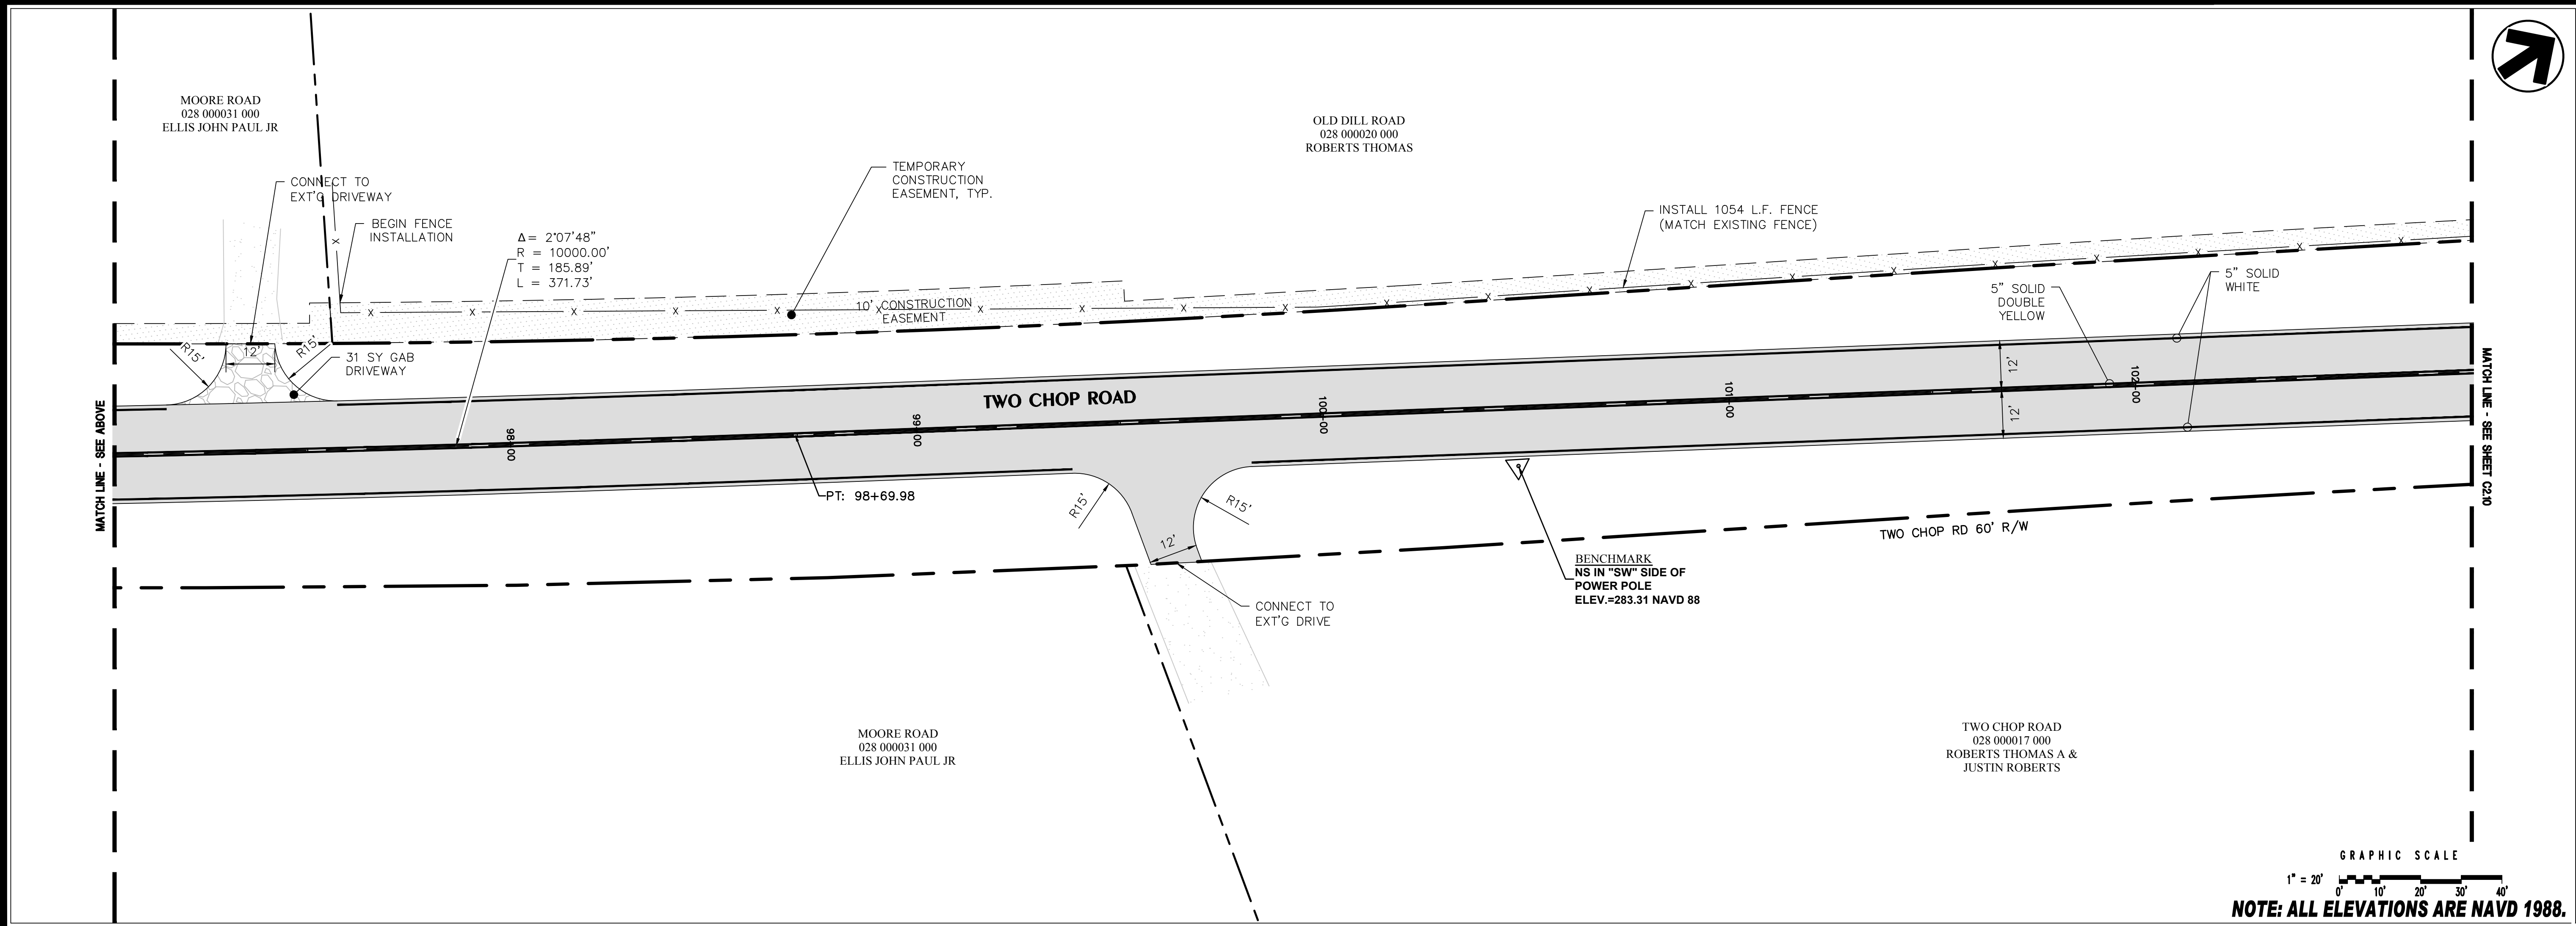 MOORE ROAD
028 000031 000
ELLIS JOHN PAUL JR
OLD DILL ROAD
028 000020 000
ROBERTS THOMAS
CONNECT TO
EXT'G DRIVEWAY
BEGIN FENCE
INSTALLATION
Δ= 2°07'48"
R = 10000.00'
T = 185.89'
L = 371.73'
TEMPORARY
CONSTRUCTION
EASEMENT, TYP.
INSTALL 1054 L.F. FENCE
(MATCH EXISTING FENCE)
5" SOLID
WHITE
5" SOLID
DOUBLE
YELLOW
10' CONSTRUCTION
EASEMENT
R15'
12'
R15'
31 SY GAB
DRIVEWAY
TWO CHOP ROAD
12'
12'
98+00
99+00
100+00
101+00
102+00
MATCH LINE - SEE ABOVE
MATCH LINE - SEE SHEET C2.10
PT: 98+69.98
R15'
R15'
12'
TWO CHOP RD 60' R/W
BENCHMARK
NS IN "SW" SIDE OF
POWER POLE
ELEV.=283.31 NAVD 88
CONNECT TO
EXT'G DRIVE
MOORE ROAD
028 000031 000
ELLIS JOHN PAUL JR
TWO CHOP ROAD
028 000017 000
ROBERTS THOMAS A &
JUSTIN ROBERTS
GRAPHIC SCALE
1" = 20'
0' 10' 20' 30' 40'
NOTE: ALL ELEVATIONS ARE NAVD 1988.